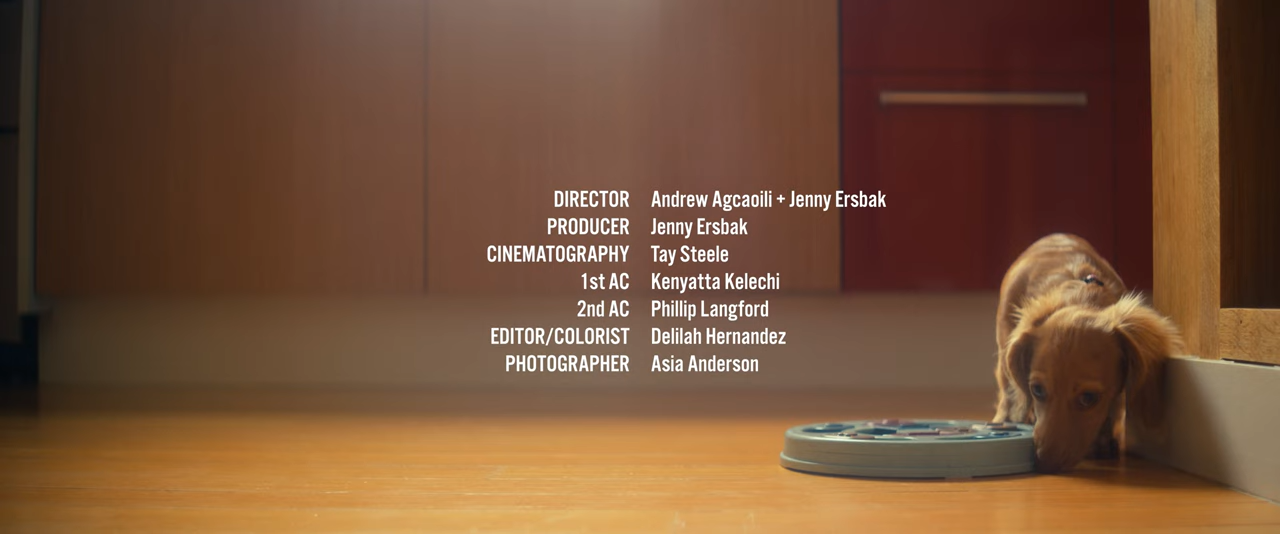 DIRECTOR Andrew Agcaoili + Jenny Ersbak
PRODUCER Jenny Ersbak
CINEMATOGRAPHY Tay Steele
1st AC Kenyatta Kelechi
2nd AC Phillip Langford
EDITOR/COLORIST Delilah Hernandez
PHOTOGRAPHER Asia Anderson